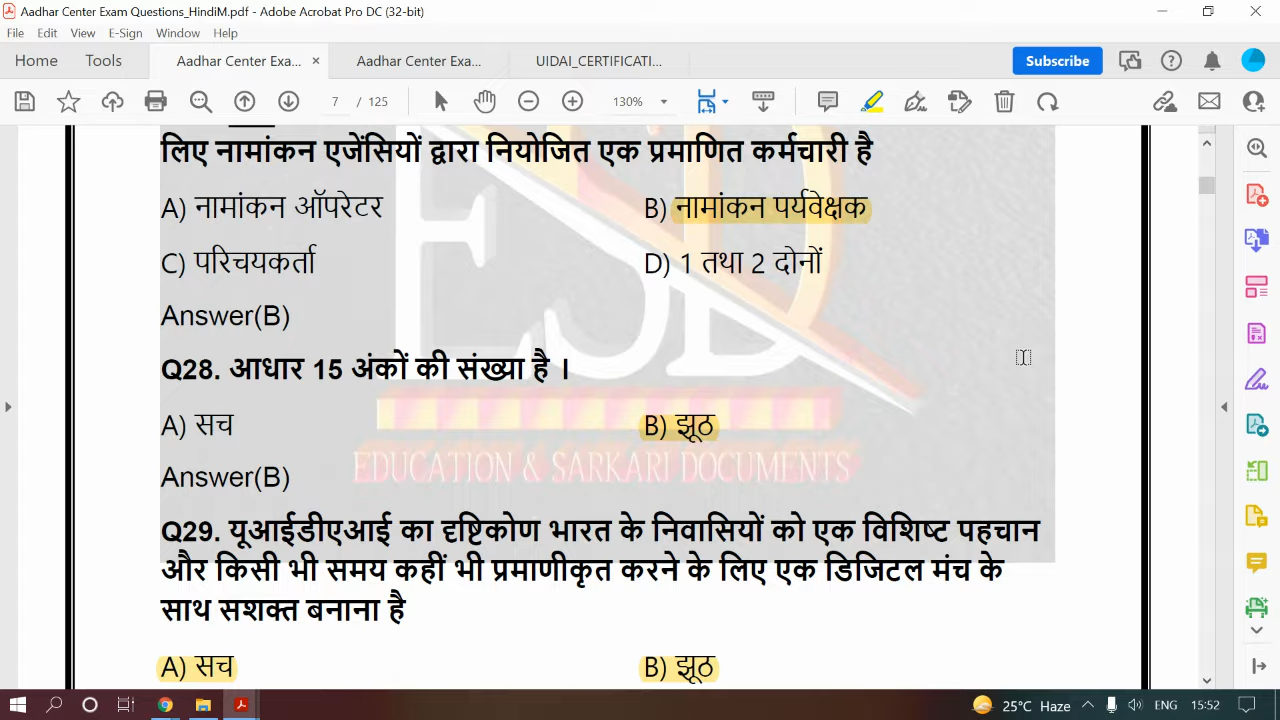 Aadhar Center Exam Questions_HindiM.pdf - Adobe Acrobat Pro DC (32-bit)
File Edit View E-Sign Window Help
Home Tools Aadhar Center Exa... × Aadhar Center Exa... UIDAI_CERTIFICATI... Subscribe
7 / 125 130%
लिए नामांकन एजेंसियों द्वारा नियोजित एक प्रमाणित कर्मचारी है
A) नामांकन ऑपरेटर B) नामांकन पर्यवेक्षक
C) परिचयकर्ता D) 1 तथा 2 दोनों
Answer(B)
Q28. आधार 15 अंकों की संख्या है ।
A) सच B) झूठ
EDUCATION & SARKARI DOCUMENTS
Answer(B)
Q29. यूआईडीएआई का दृष्टिकोण भारत के निवासियों को एक विशिष्ट पहचान
और किसी भी समय कहीं भी प्रमाणीकृत करने के लिए एक डिजिटल मंच के
साथ सशक्त बनाना है
A) सच B) झूठ
ESD
25°C Haze ENG 15:52